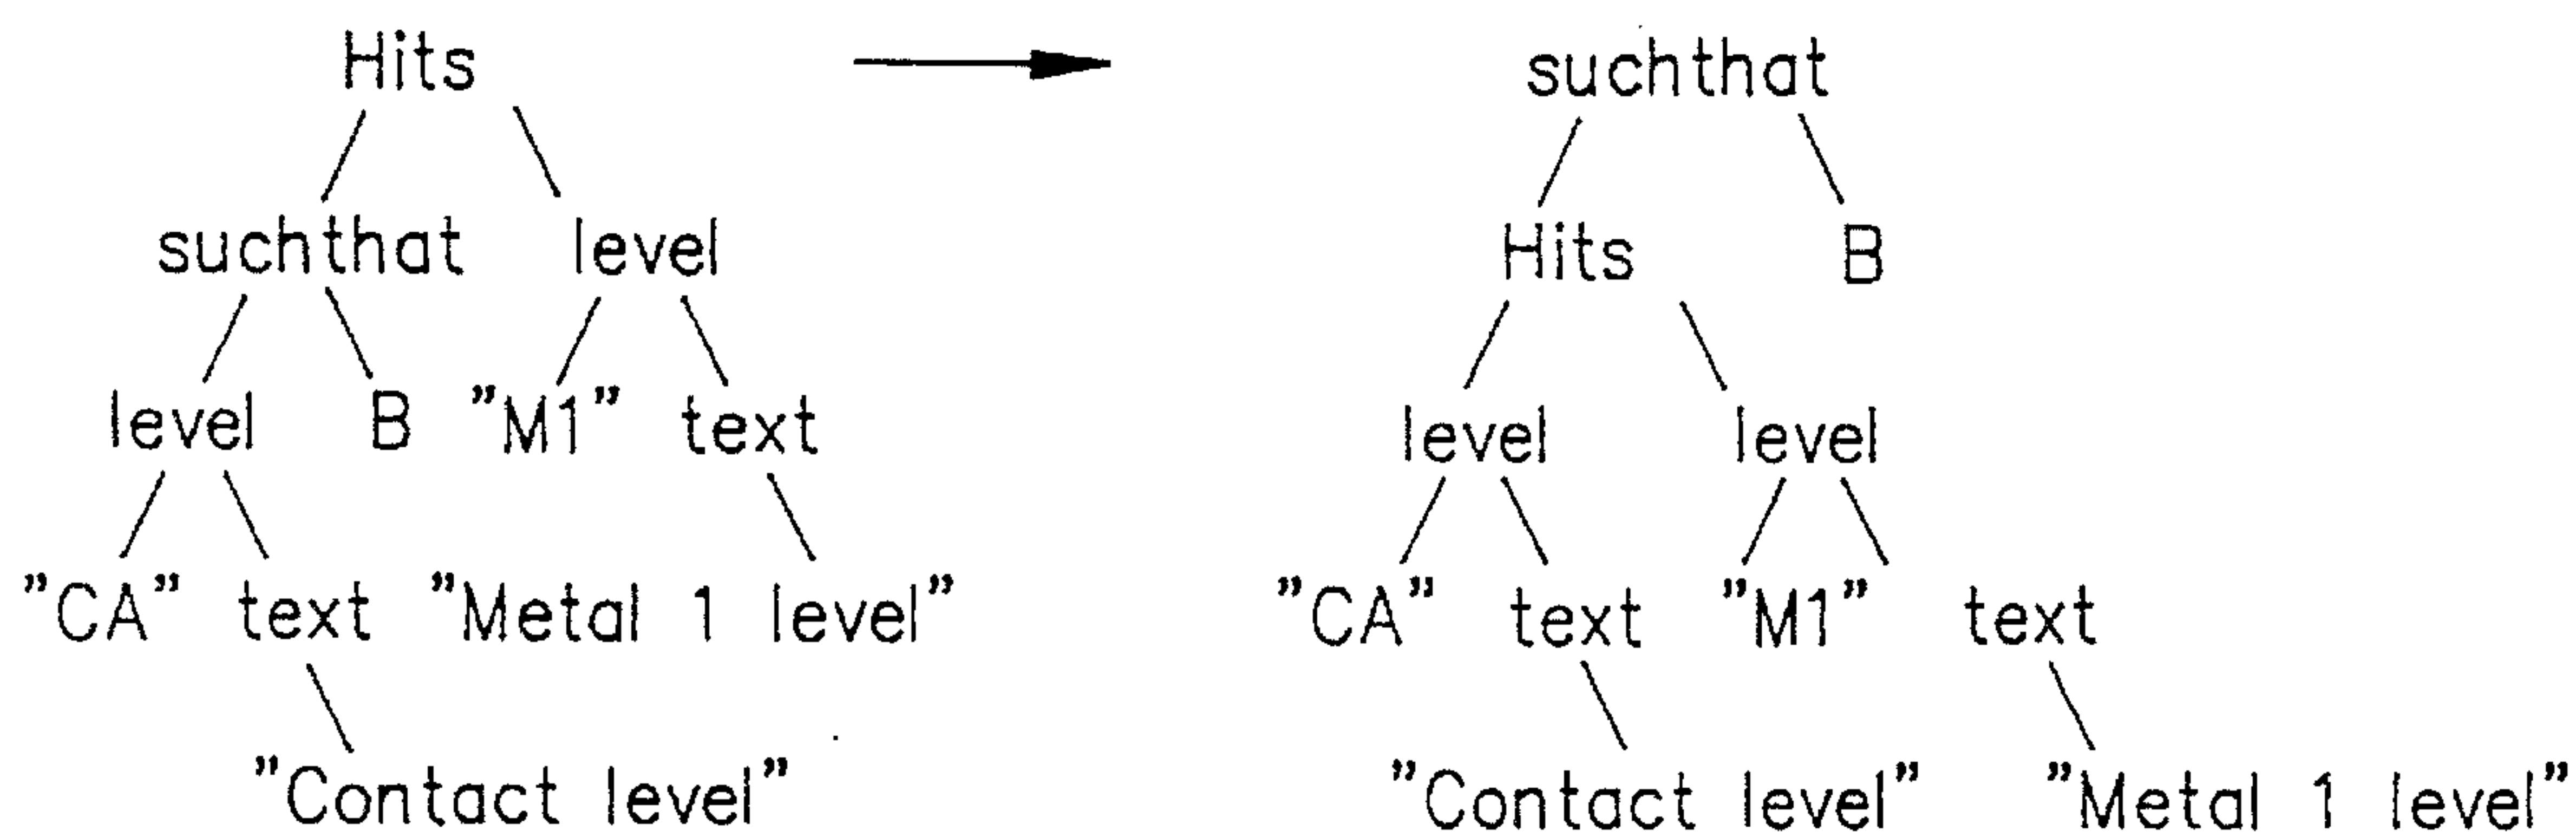 Hits
suchthat level
level B "M1" text
"CA" text "Metal 1 level"
"Contact level"
suchthat
Hits B
level level
"CA" text "M1" text
"Contact level" "Metal 1 level"